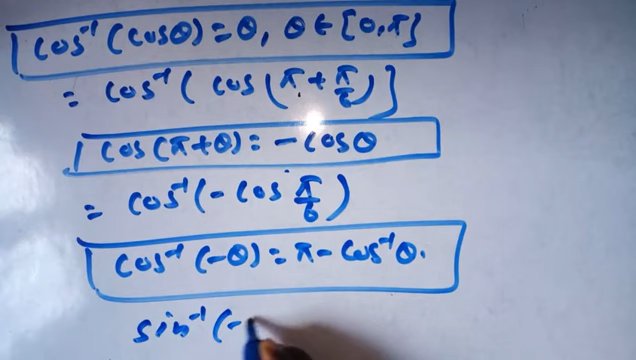 cos⁻¹(cosθ) = θ, θ ∈ [0, π]
= cos⁻¹( cos(π + π/6)]
cos(π+θ) = -cosθ
= cos⁻¹(-cos π/6)
cos⁻¹(-θ) = π - cos⁻¹θ.
sin⁻¹(-